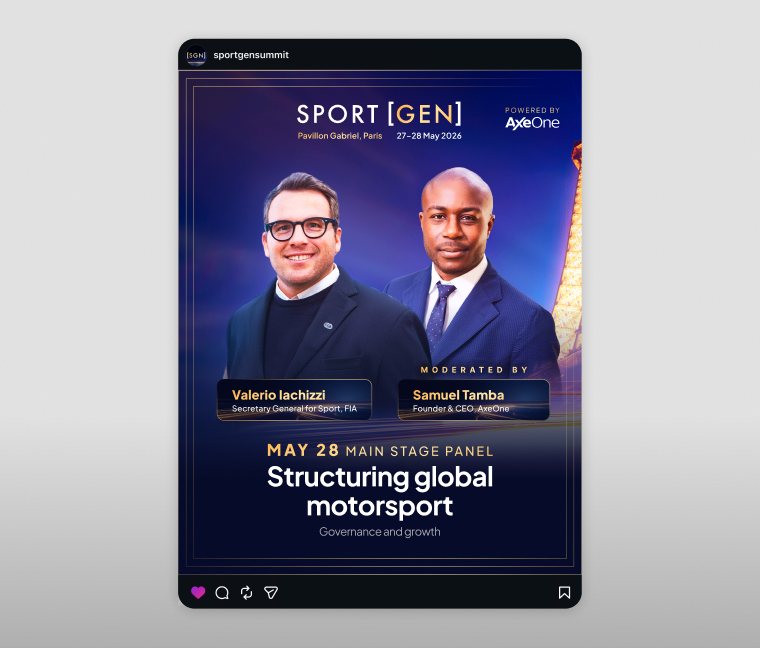 [SGN]
sportgensummit
SPORT [GEN]
Pavillon Gabriel, Paris 27–28 May 2026
POWERED BY
AxeOne
MODERATED BY
Valerio Iachizzi
Secretary General for Sport, FIA
Samuel Tamba
Founder & CEO, AxeOne
MAY 28 MAIN STAGE PANEL
Structuring global
motorsport
Governance and growth